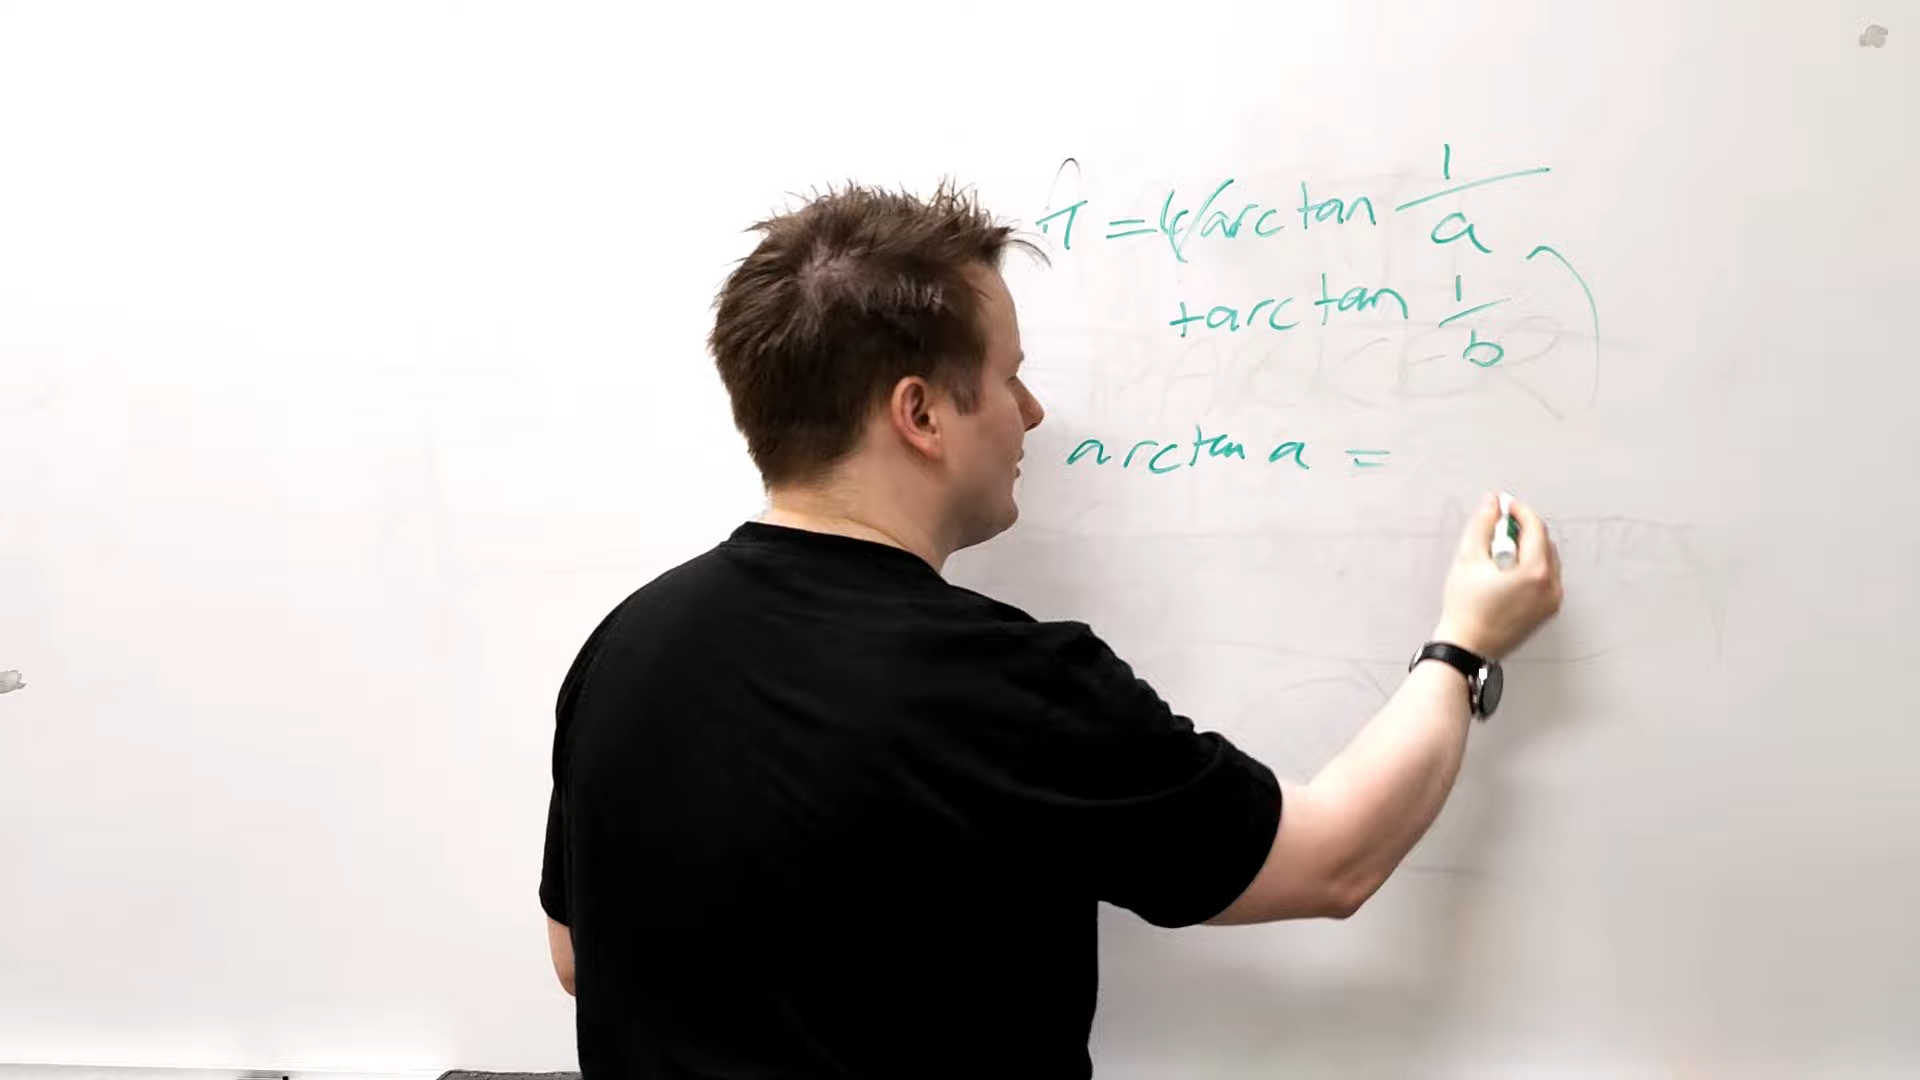 π = 4(arctan 1/a
+arctan 1/b)
arctan a =